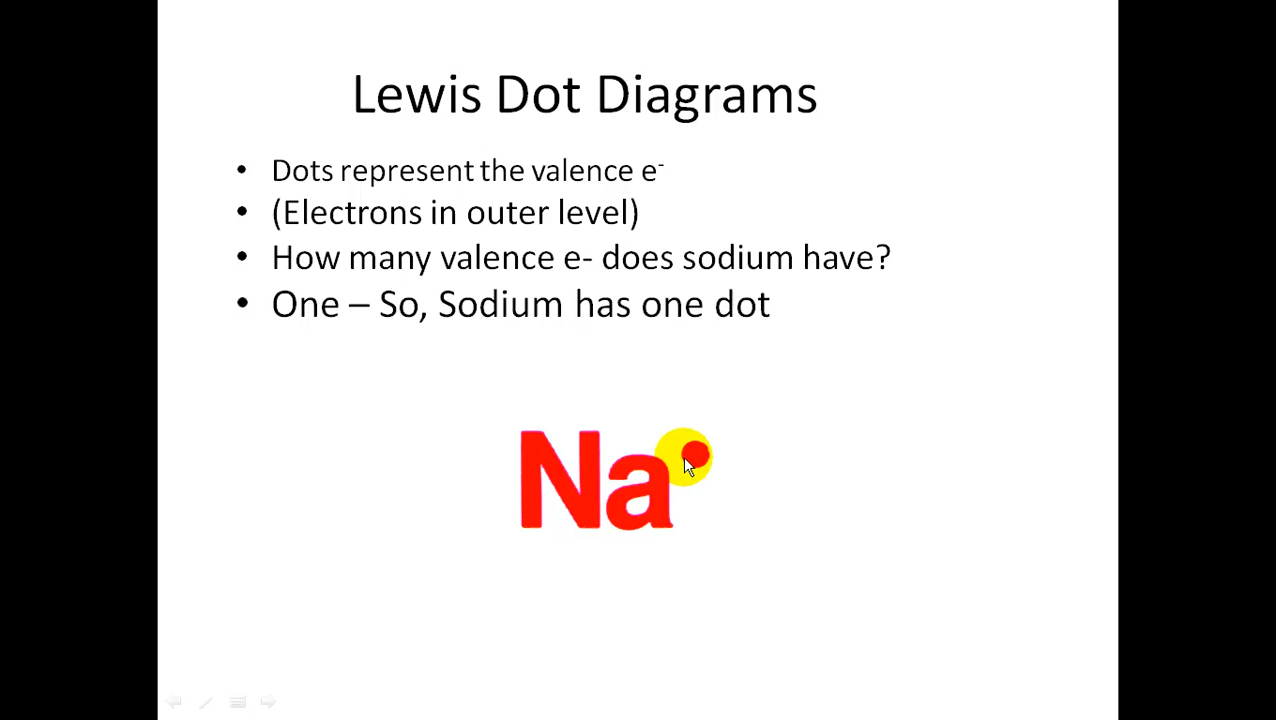 Lewis Dot Diagrams
• Dots represent the valence e⁻
• (Electrons in outer level)
• How many valence e- does sodium have?
• One – So, Sodium has one dot
Na